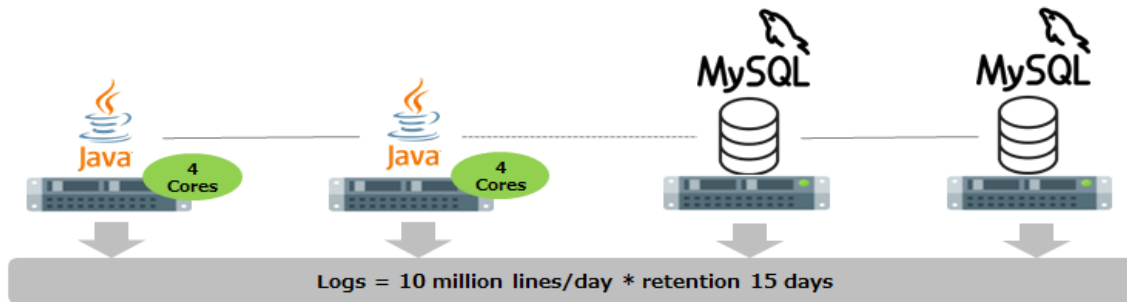 MySQL
MySQL
Java
Java
4
Cores
4
Cores
Logs = 10 million lines/day * retention 15 days